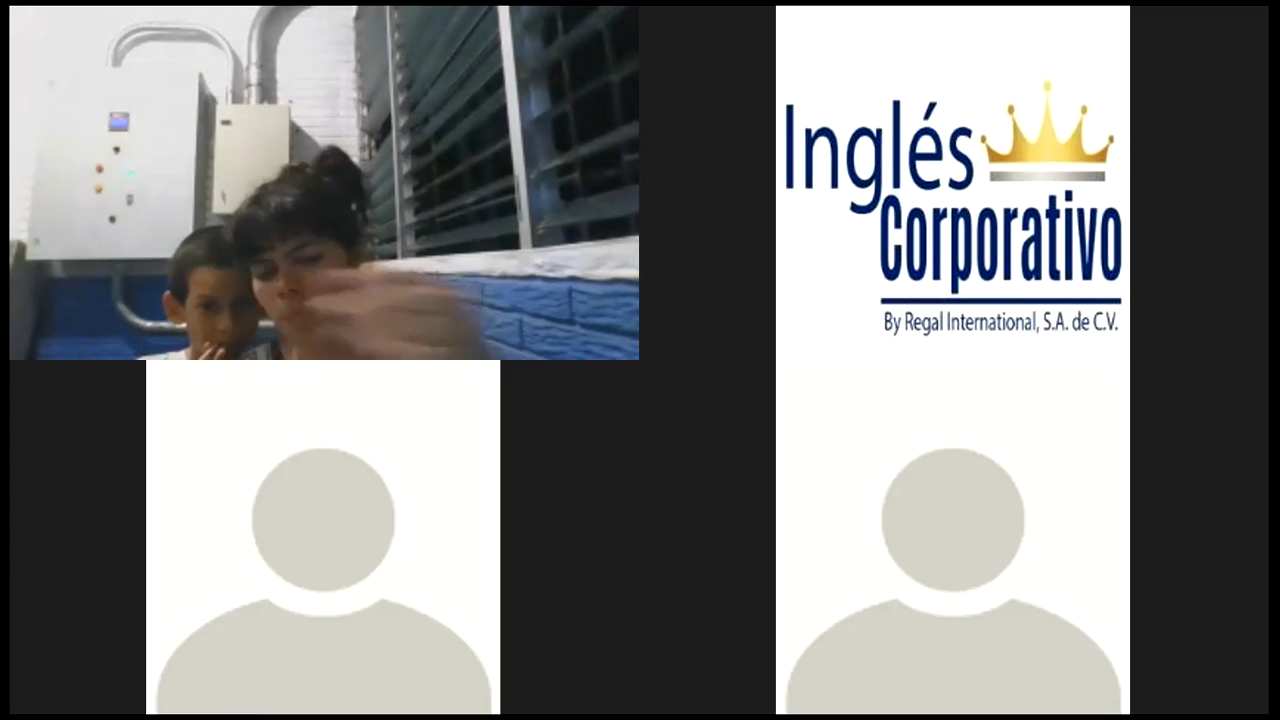 Inglés
Corporativo
By Regal International, S.A. de C.V.